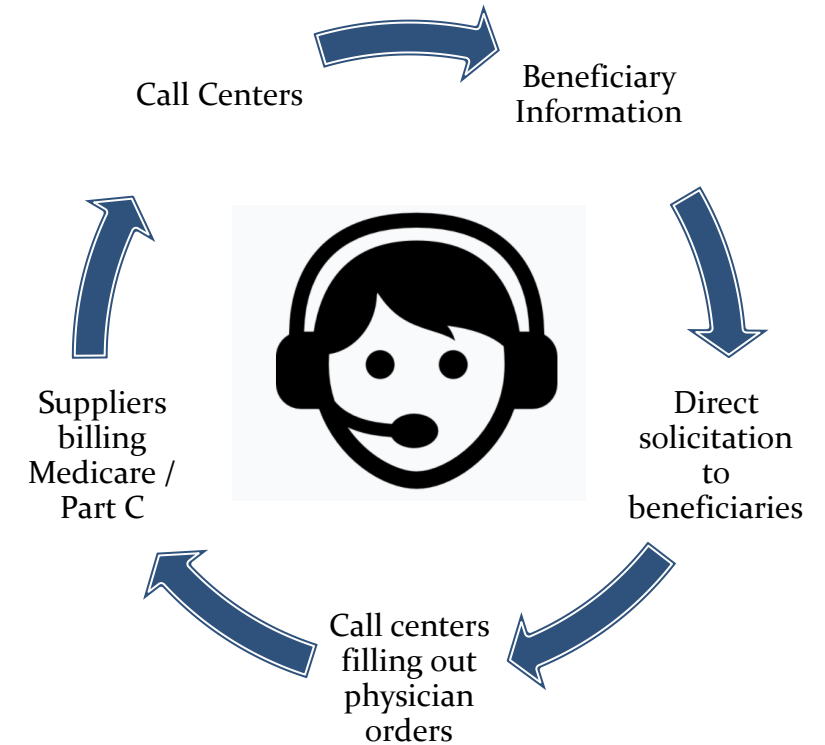 Call Centers
Beneficiary
Information
Direct
solicitation
to
beneficiaries
Call centers
filling out
physician
orders
Suppliers
billing
Medicare /
Part C